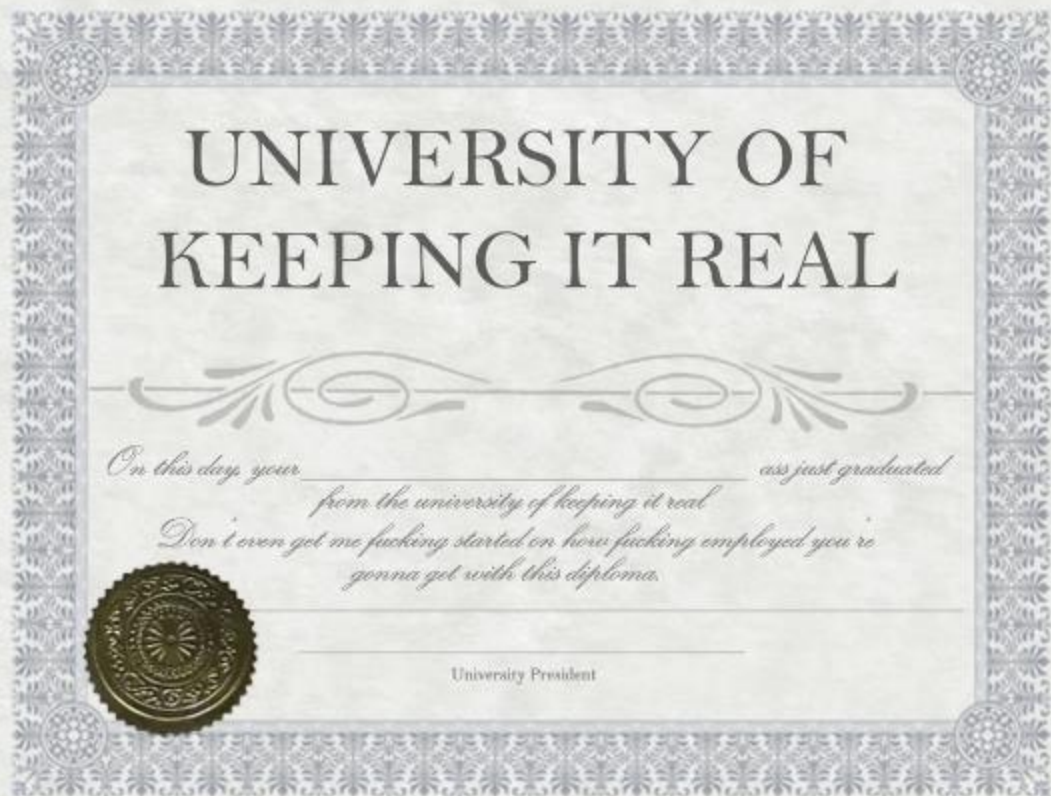 UNIVERSITY OF
KEEPING IT REAL
On this day, your ass just graduated
from the university of keeping it real
Don't even get me fucking started on how fucking employed you're
gonna get with this diploma.
University President